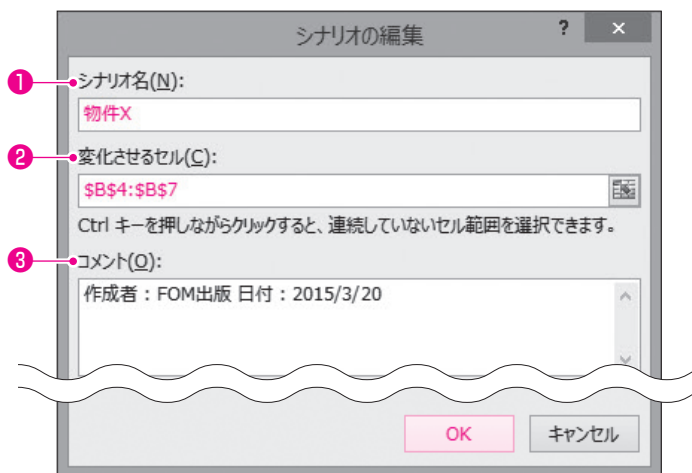 シナリオの編集
? ×
❶ シナリオ名(N):
物件X
❷ 変化させるセル(C):
$B$4:$B$7
Ctrl キーを押しながらクリックすると、連続していないセル範囲を選択できます。
❸ コメント(O):
作成者：FOM出版 日付：2015/3/20
OK キャンセル